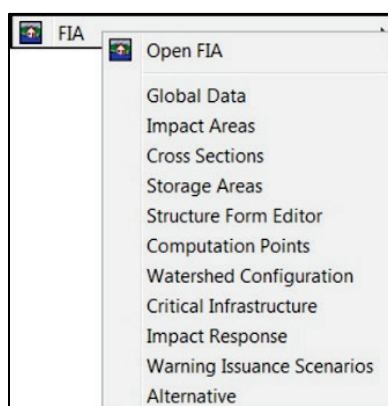 FIA
Open FIA
Global Data
Impact Areas
Cross Sections
Storage Areas
Structure Form Editor
Computation Points
Watershed Configuration
Critical Infrastructure
Impact Response
Warning Issuance Scenarios
Alternative